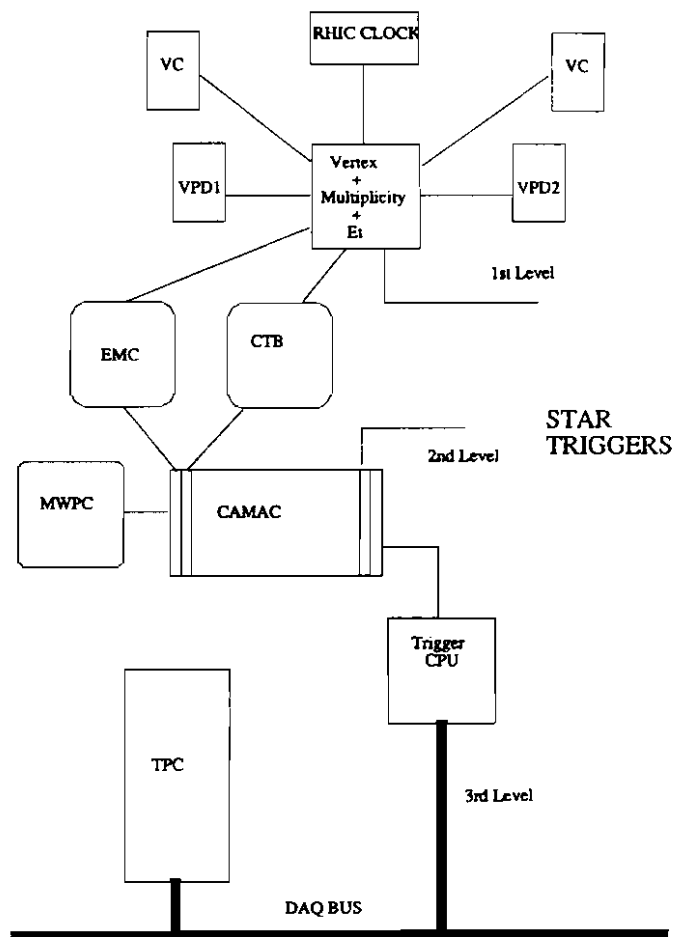 RHIC CLOCK
VC
VC
Vertex
+
Multiplicity
+
Et
VPD1
VPD2
1st Level
EMC
CTB
STAR
TRIGGERS
2nd Level
MWPC
CAMAC
Trigger
CPU
TPC
3rd Level
DAQ BUS